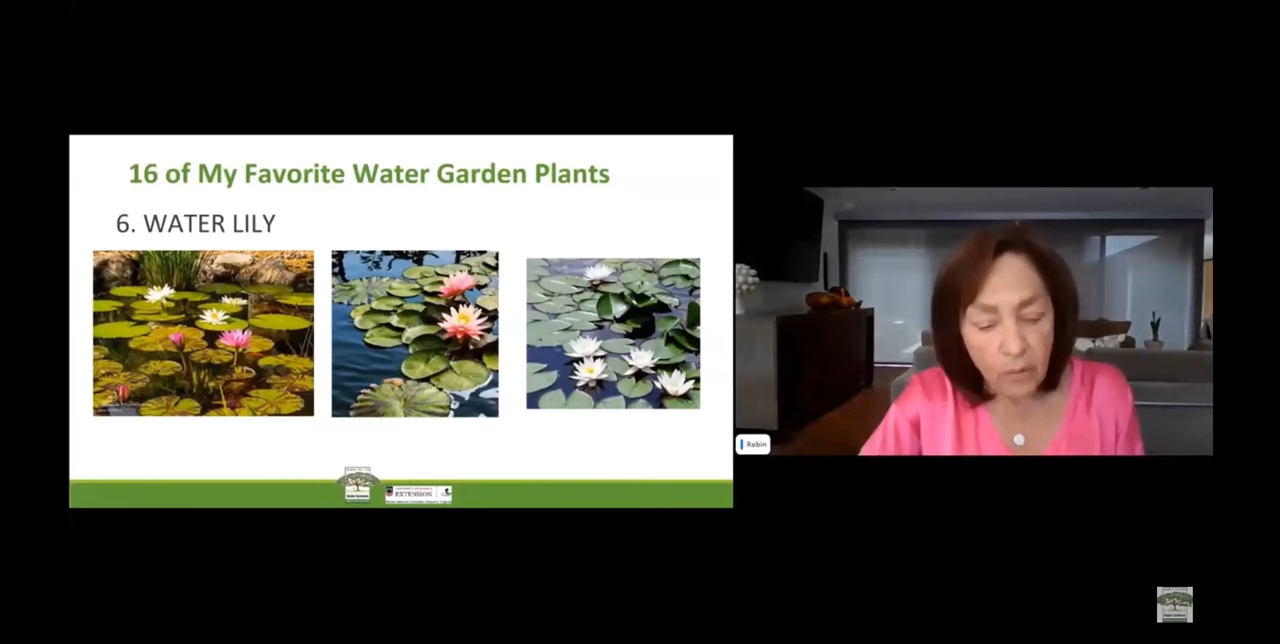 16 of My Favorite Water Garden Plants
6. WATER LILY
EXTENSION
Robin